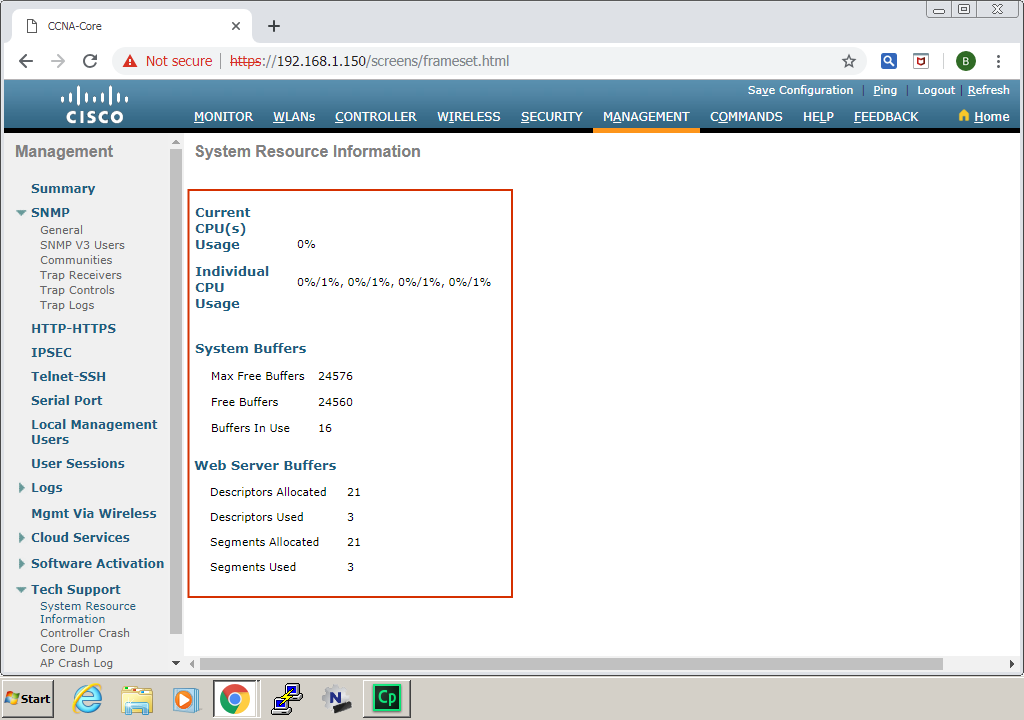 CCNA-Core
Not secure https://192.168.1.150/screens/frameset.html
B
Save Configuration Ping Logout Refresh
CISCO
MONITOR WLANs CONTROLLER WIRELESS SECURITY MANAGEMENT COMMANDS HELP FEEDBACK Home
Management
Summary
SNMP
General
SNMP V3 Users
Communities
Trap Receivers
Trap Controls
Trap Logs
HTTP-HTTPS
IPSEC
Telnet-SSH
Serial Port
Local Management
Users
User Sessions
Logs
Mgmt Via Wireless
Cloud Services
Software Activation
Tech Support
System Resource
Information
Controller Crash
Core Dump
AP Crash Log
System Resource Information
Current
CPU(s)
Usage 0%
Individual
CPU 0%/1%, 0%/1%, 0%/1%, 0%/1%
Usage
System Buffers
Max Free Buffers 24576
Free Buffers 24560
Buffers In Use 16
Web Server Buffers
Descriptors Allocated 21
Descriptors Used 3
Segments Allocated 21
Segments Used 3
Start
N
Cp